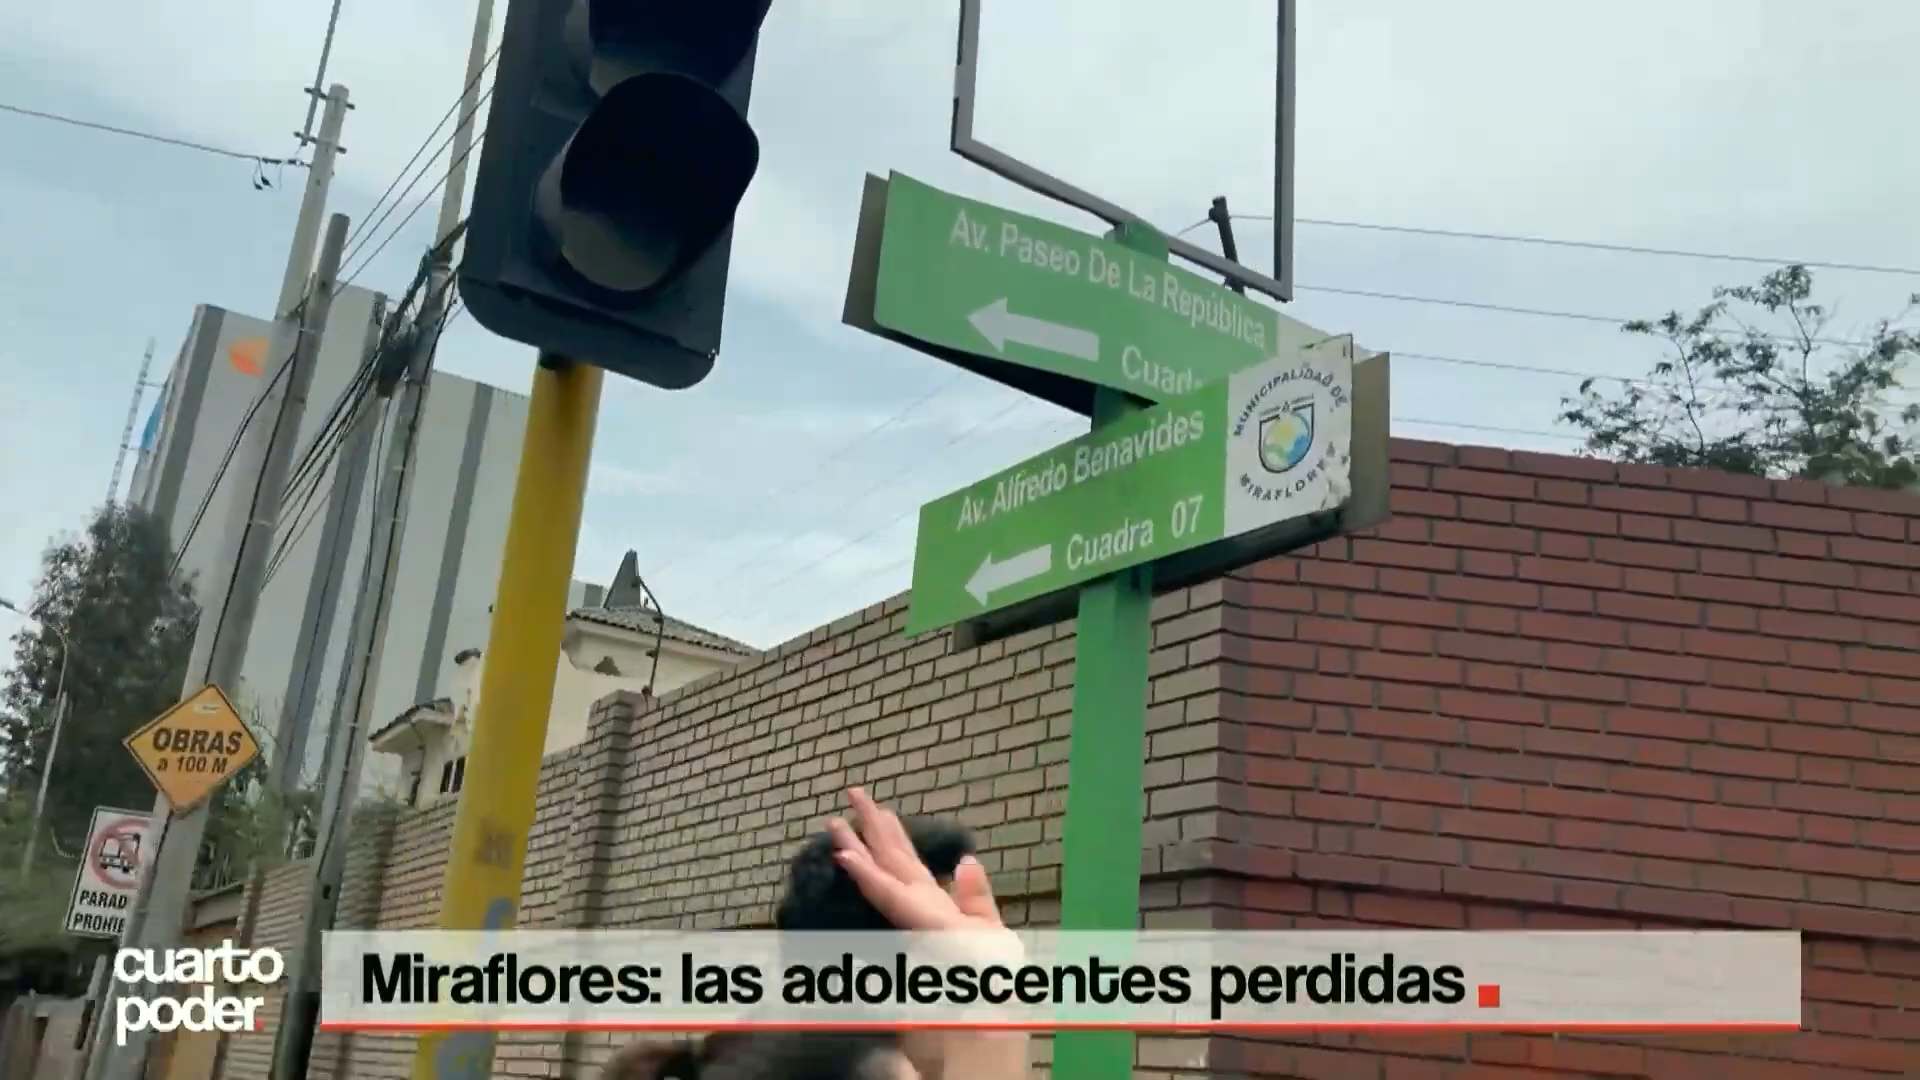 Av. Paseo De La República
Av. Alfredo Benavides
Cuadra 07
MUNICIPALIDAD DE
MIRAFLORES
OBRAS
a 100 M
cuarto
poder.
Miraflores: las adolescentes perdidas